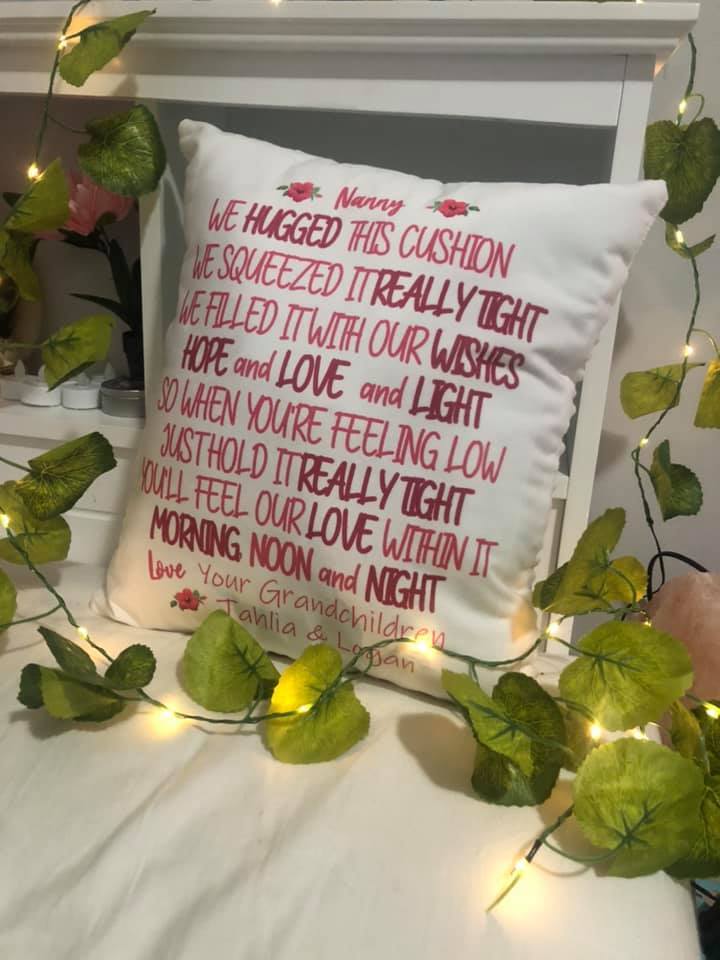 Nanny
WE HUGGED THIS CUSHION
WE SQUEEZED IT REALLY TIGHT
WE FILLED IT WITH OUR WISHES
HOPE and LOVE and LIGHT
SO WHEN YOU'RE FEELING LOW
JUST HOLD IT REALLY TIGHT
YOU'LL FEEL OUR LOVE WITHIN IT
MORNING, NOON and NIGHT
Love Your Grandchildren
Tahlia & Logan